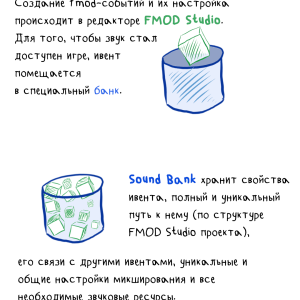 Создание fmod-событий и их настройка
происходит в редакторе FMOD Studio.
Для того, чтобы звук стал
доступен игре, ивент
помещается
в специальный банк.
Sound Bank хранит свойства
ивента, полный и уникальный
путь к нему (по структуре
FMOD Studio проекта),
его связи с другими ивентами, уникальные и
общие настройки микширования и все
необходимые звуковые ресурсы.